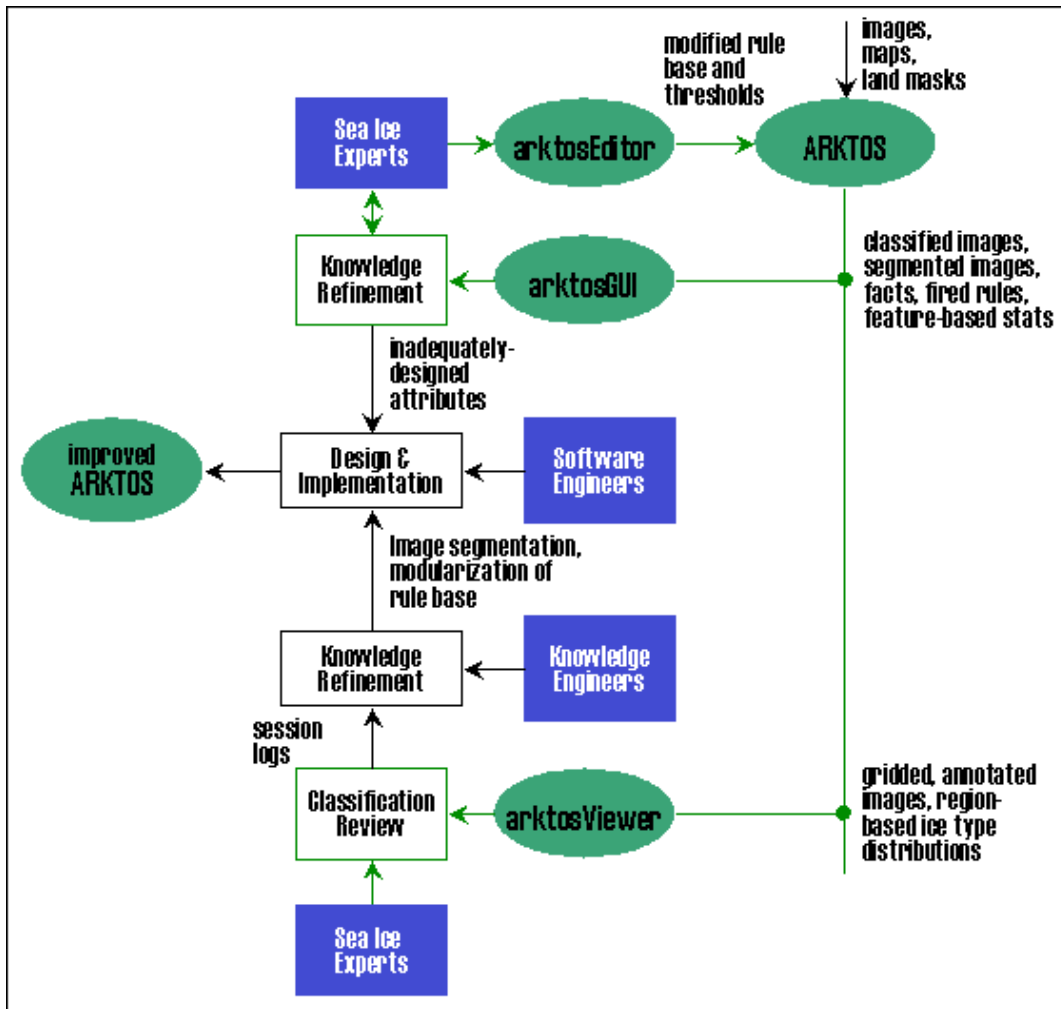 images,
maps,
land masks
modified rule
base and
thresholds
Sea Ice
Experts
arktosEditor
ARKTOS
Knowledge
Refinement
arktosGUI
classified images,
segmented images,
facts, fired rules,
feature-based stats
inadequately-
designed
attributes
improved
ARKTOS
Design &
Implementation
Software
Engineers
Image segmentation,
modularization of
rule base
Knowledge
Refinement
Knowledge
Engineers
session
logs
Classification
Review
arktosViewer
gridded, annotated
images, region-
based ice type
distributions
Sea Ice
Experts